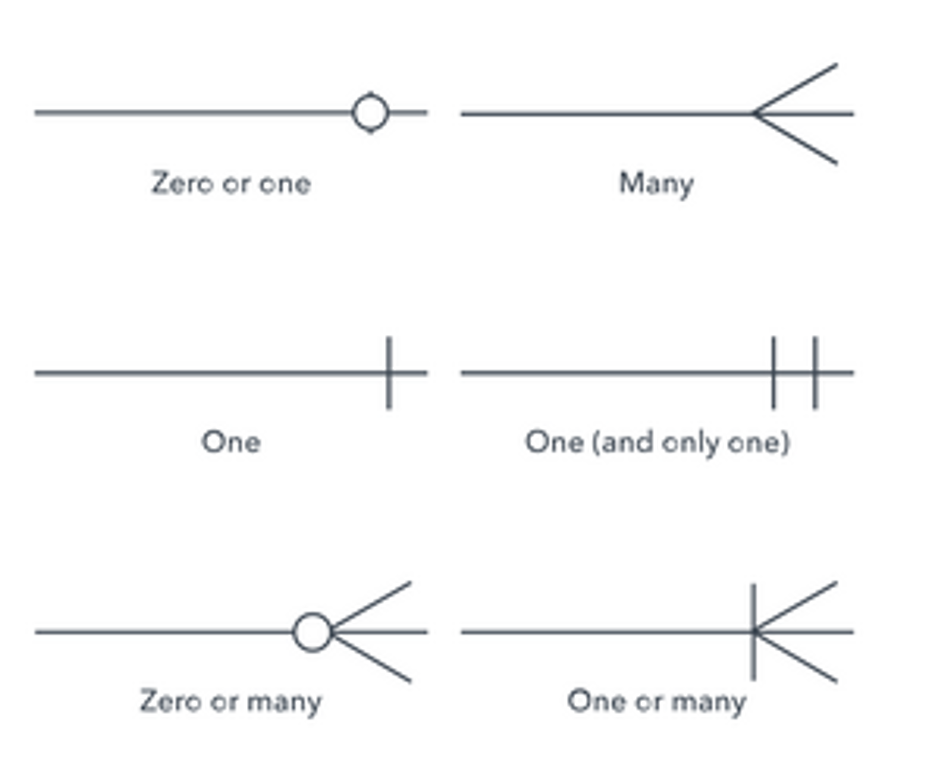 Zero or one
Many
One
One (and only one)
Zero or many
One or many